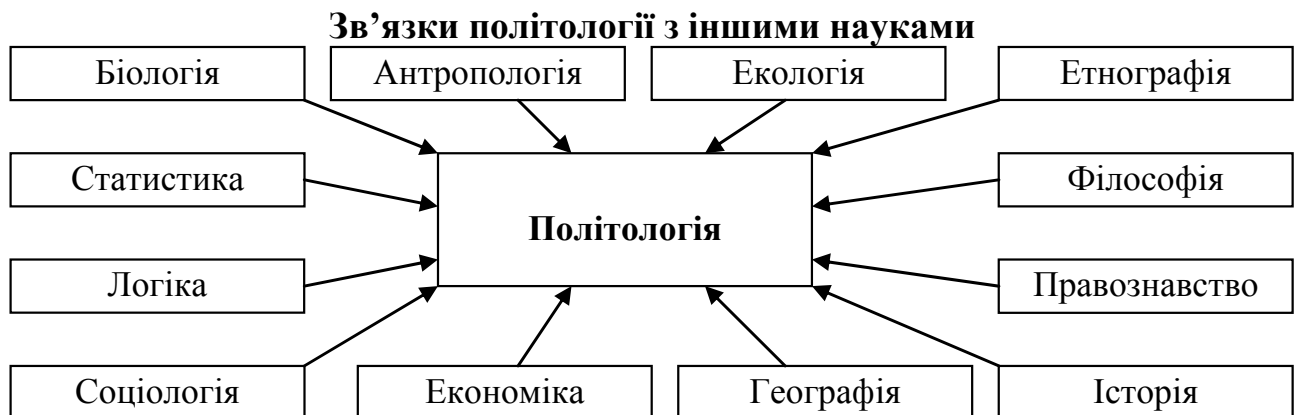 Зв’язки політології з іншими науками
Біологія
Антропологія
Екологія
Етнографія
Статистика
Філософія
Політологія
Логіка
Правознавство
Соціологія
Економіка
Географія
Історія